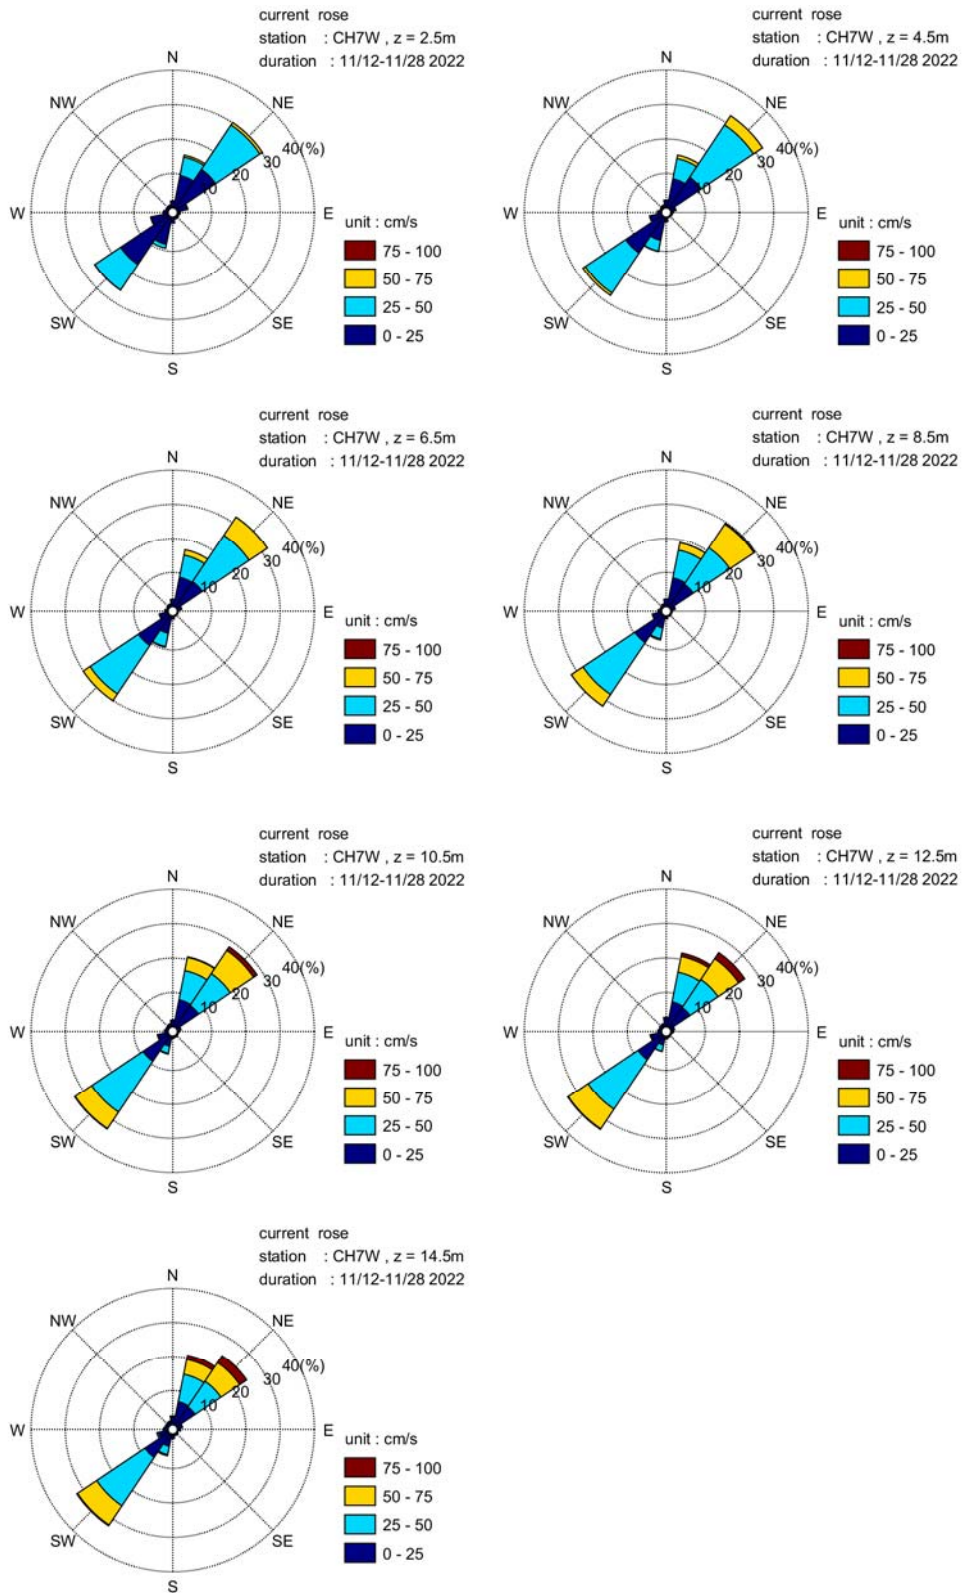 current rose
station : CH7W , z = 2.5m
duration : 11/12-11/28 2022
N
NW
NE
40(%)
30
20
10
W
E
unit : cm/s
75 - 100
50 - 75
25 - 50
0 - 25
SW
SE
S
current rose
station : CH7W , z = 4.5m
duration : 11/12-11/28 2022
N
NW
NE
40(%)
30
20
10
W
E
unit : cm/s
75 - 100
50 - 75
25 - 50
0 - 25
SW
SE
S
current rose
station : CH7W , z = 6.5m
duration : 11/12-11/28 2022
N
NW
NE
40(%)
30
20
10
W
E
unit : cm/s
75 - 100
50 - 75
25 - 50
0 - 25
SW
SE
S
current rose
station : CH7W , z = 8.5m
duration : 11/12-11/28 2022
N
NW
NE
40(%)
30
20
10
W
E
unit : cm/s
75 - 100
50 - 75
25 - 50
0 - 25
SW
SE
S
current rose
station : CH7W , z = 10.5m
duration : 11/12-11/28 2022
N
NW
NE
40(%)
30
20
10
W
E
unit : cm/s
75 - 100
50 - 75
25 - 50
0 - 25
SW
SE
S
current rose
station : CH7W , z = 12.5m
duration : 11/12-11/28 2022
N
NW
NE
40(%)
30
20
10
W
E
unit : cm/s
75 - 100
50 - 75
25 - 50
0 - 25
SW
SE
S
current rose
station : CH7W , z = 14.5m
duration : 11/12-11/28 2022
N
NW
NE
40(%)
30
20
10
W
E
unit : cm/s
75 - 100
50 - 75
25 - 50
0 - 25
SW
SE
S